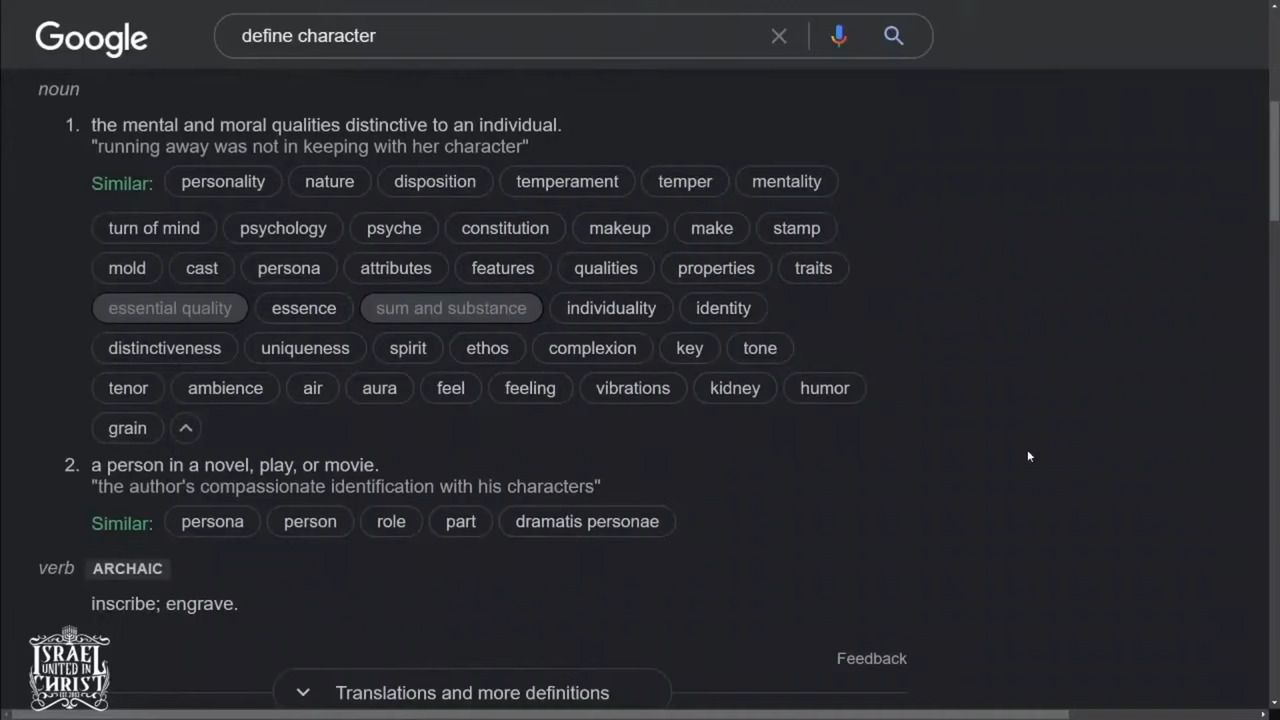 Google define character
noun
1. the mental and moral qualities distinctive to an individual.
"running away was not in keeping with her character"
Similar: personality nature disposition temperament temper mentality
turn of mind psychology psyche constitution makeup make stamp
mold cast persona attributes features qualities properties traits
essential quality essence sum and substance individuality identity
distinctiveness uniqueness spirit ethos complexion key tone
tenor ambience air aura feel feeling vibrations kidney humor
grain
2. a person in a novel, play, or movie.
"the author's compassionate identification with his characters"
Similar: persona person role part dramatis personae
verb ARCHAIC
inscribe; engrave.
Feedback
Translations and more definitions
ISRAEL
UNITED IN
CHRIST